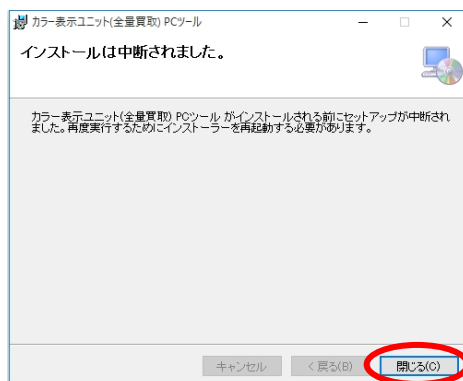 カラー表示ユニット(全量買取) PCツール
インストールは中断されました。
カラー表示ユニット(全量買取) PCツール がインストールされる前にセットアップが中断され
ました。再度実行するためにインストーラーを再起動する必要があります。
キャンセル <戻る(B) 閉じる(C)